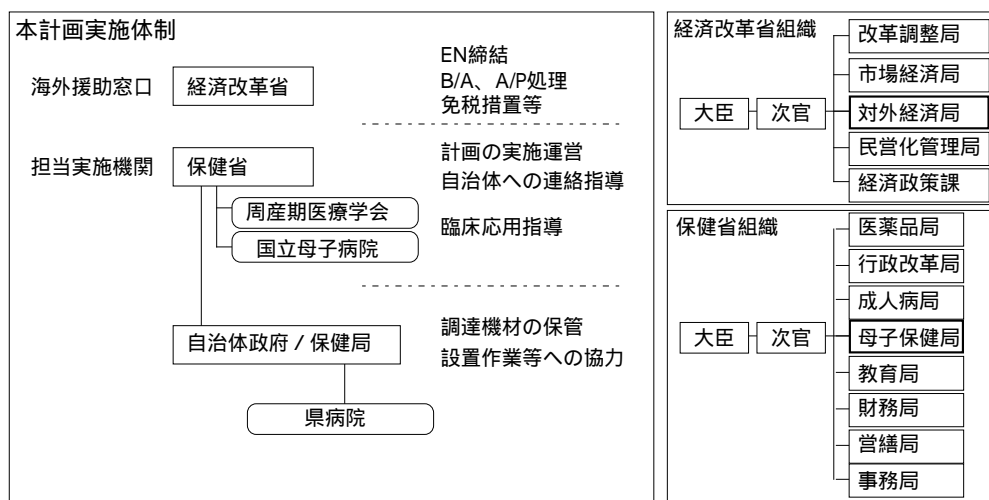 本計画実施体制
海外援助窓口
経済改革省
EN締結
B/A、A/P処理
免税措置等
担当実施機関
保健省
計画の実施運営
自治体への連絡指導
周産期医療学会
国立母子病院
臨床応用指導
自治体政府 / 保健局
調達機材の保管
設置作業等への協力
県病院
経済改革省組織
大臣
次官
改革調整局
市場経済局
対外経済局
民営化管理局
経済政策課
保健省組織
大臣
次官
医薬品局
行政改革局
成人病局
母子保健局
教育局
財務局
営繕局
事務局